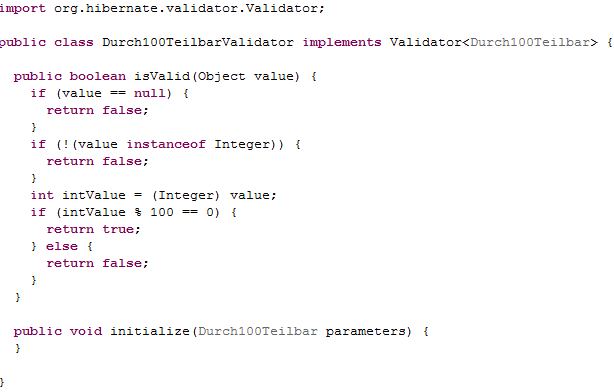 import org.hibernate.validator.Validator;

public class Durch100TeilbarValidator implements Validator<Durch100Teilbar> {

  public boolean isValid(Object value) {
    if (value == null) {
      return false;
    }
    if (!(value instanceof Integer)) {
      return false;
    }
    int intValue = (Integer) value;
    if (intValue % 100 == 0) {
      return true;
    } else {
      return false;
    }
  }

  public void initialize(Durch100Teilbar parameters) {
  }

}